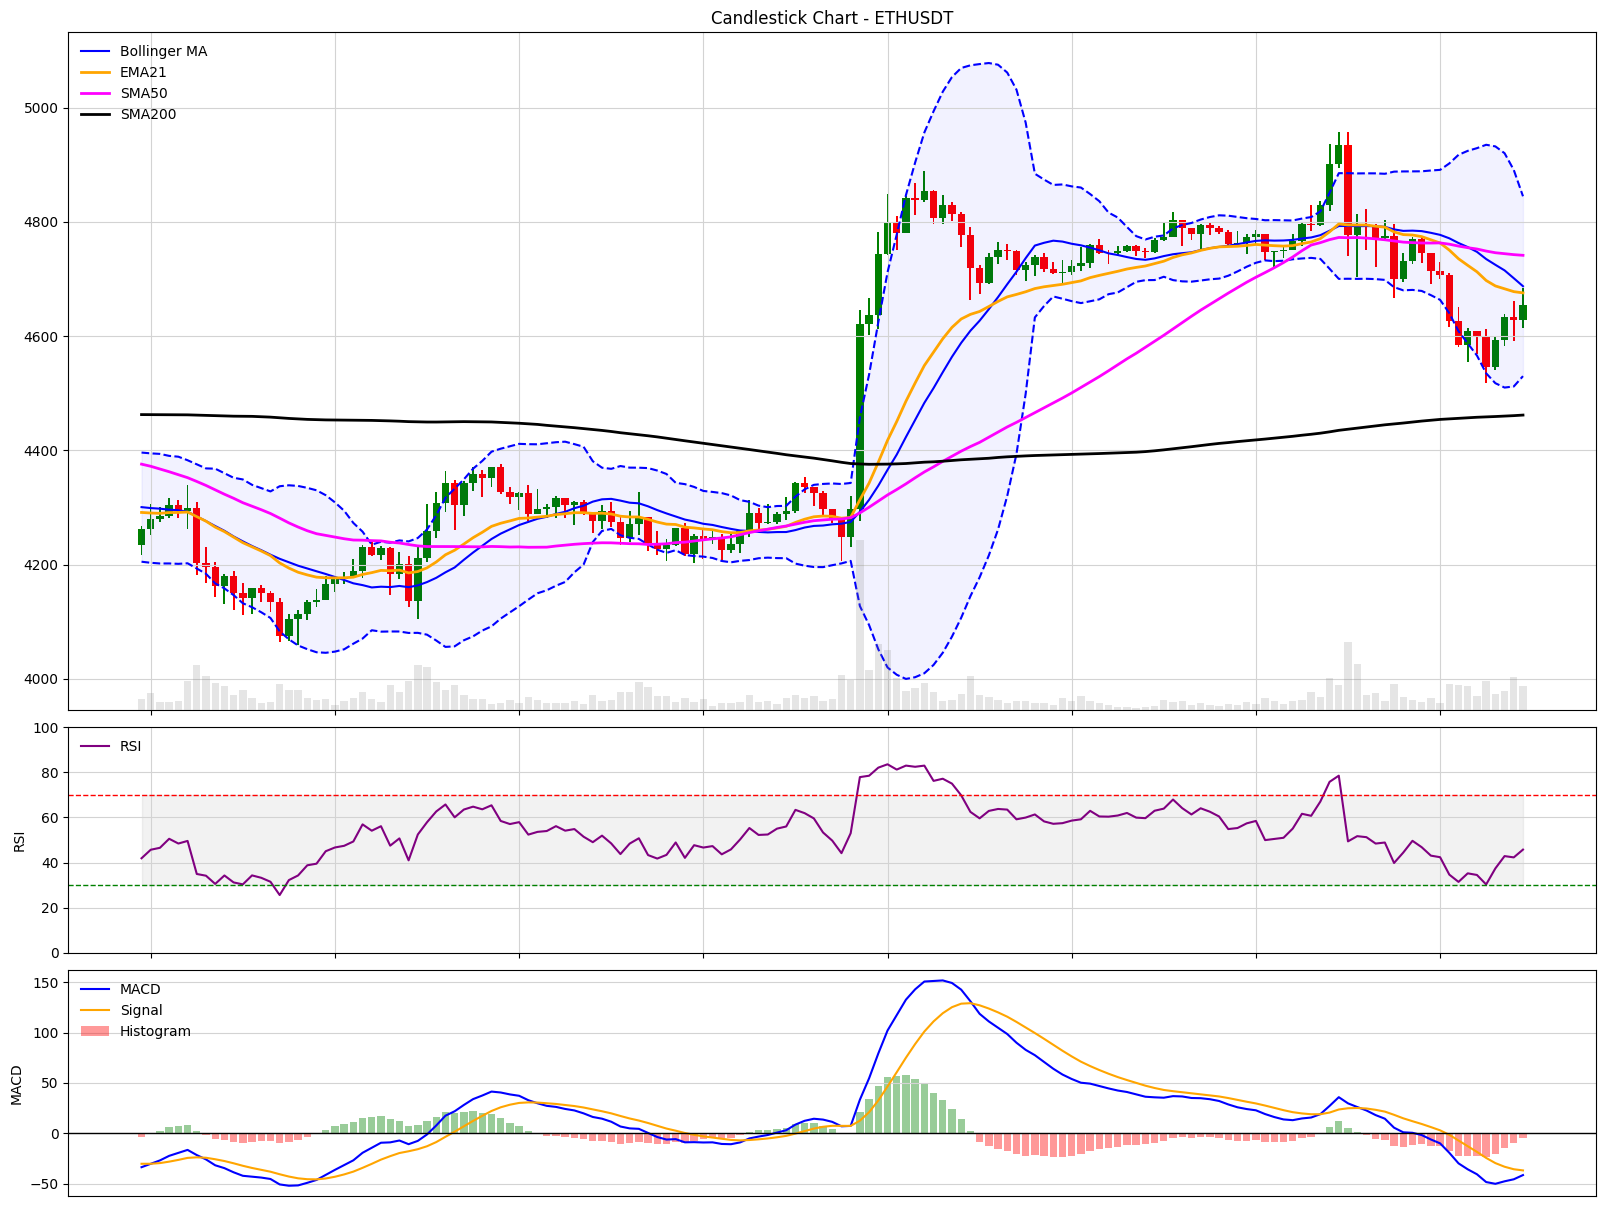 Candlestick Chart - ETHUSDT
Bollinger MA
EMA21
SMA50
SMA200
5000
4800
4600
4400
4200
4000
RSI
100
80
60
40
20
0
RSI
MACD
Signal
Histogram
150
100
50
0
−50
MACD